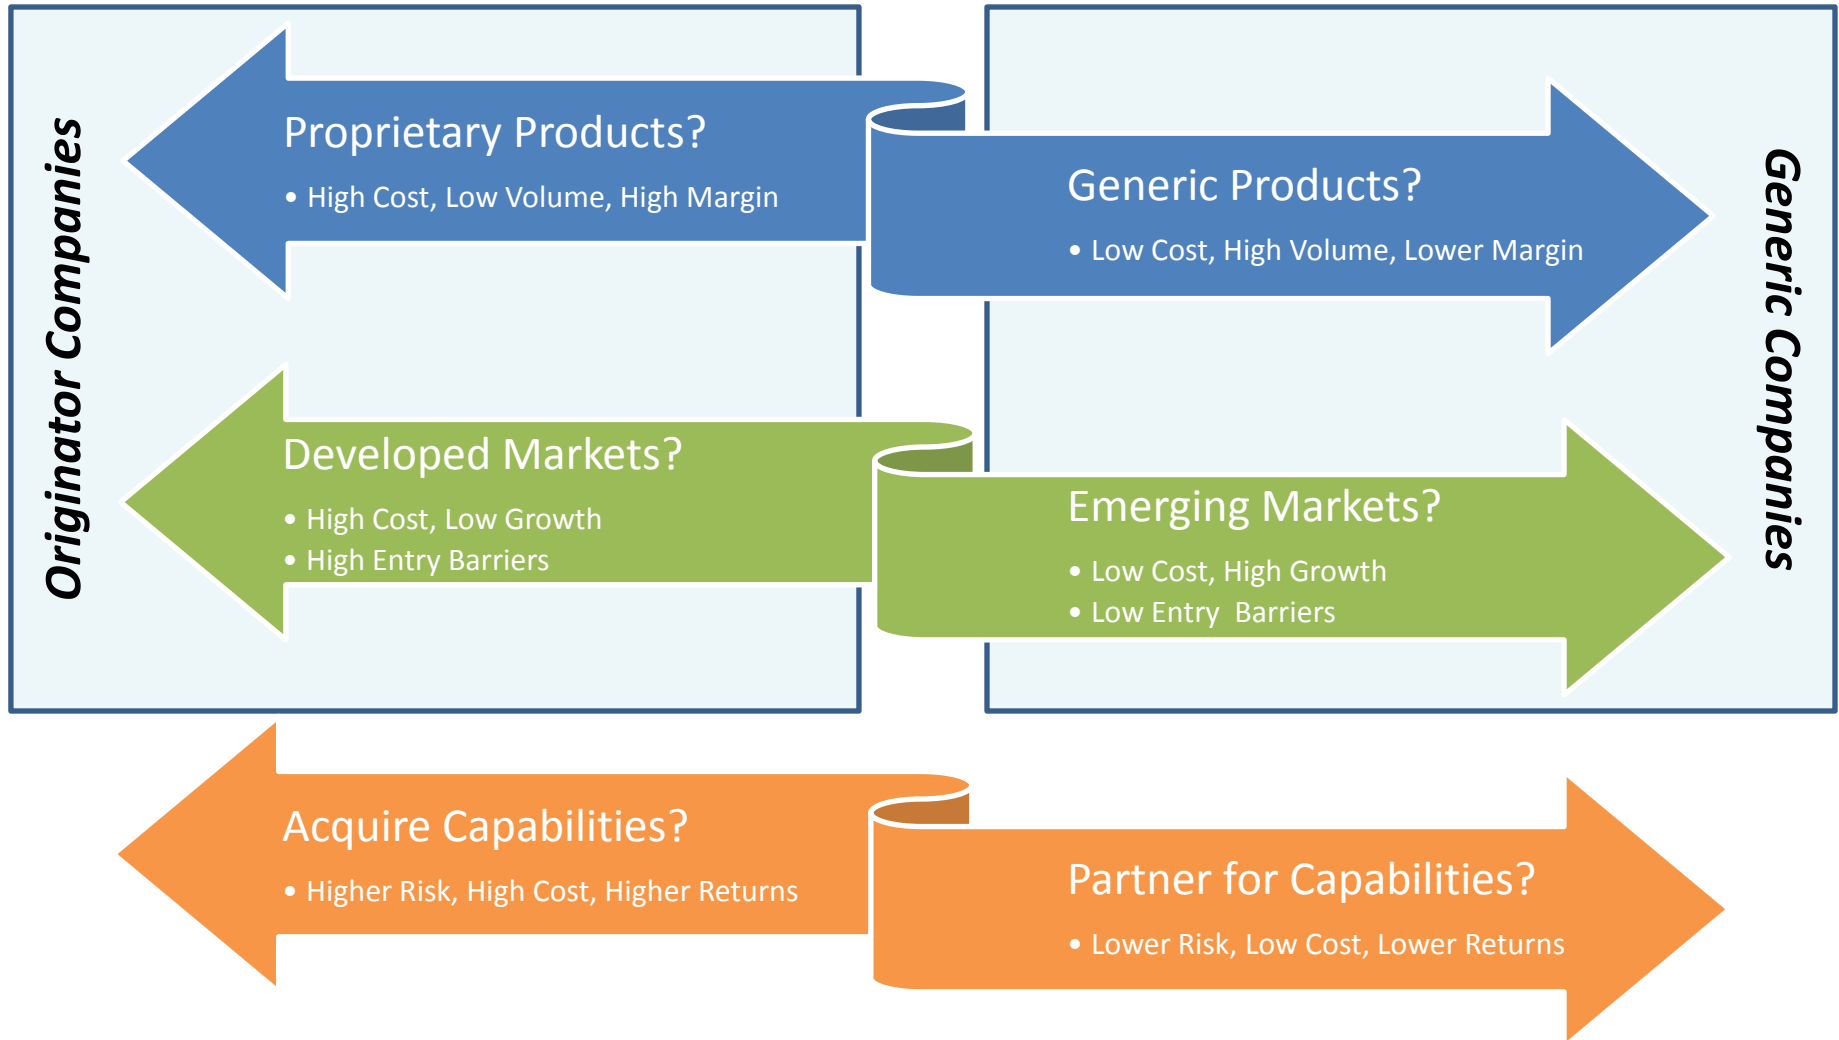 Originator Companies
Proprietary Products?
• High Cost, Low Volume, High Margin
Generic Products?
• Low Cost, High Volume, Lower Margin
Generic Companies
Developed Markets?
• High Cost, Low Growth
• High Entry Barriers
Emerging Markets?
• Low Cost, High Growth
• Low Entry  Barriers
Acquire Capabilities?
• Higher Risk, High Cost, Higher Returns
Partner for Capabilities?
• Lower Risk, Low Cost, Lower Returns